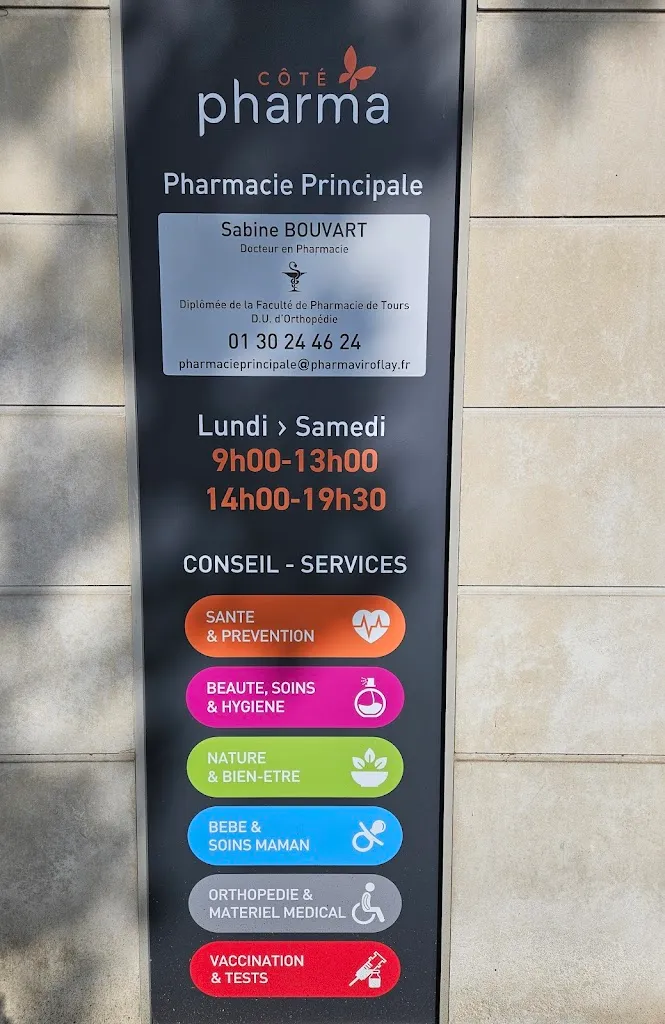 CÔTÉ
pharma
Pharmacie Principale
Sabine BOUVART
Docteur en Pharmacie
Diplômée de la Faculté de Pharmacie de Tours
D.U. d'Orthopédie
01 30 24 46 24
pharmacieprincipale@pharmaviroflay.fr
Lundi › Samedi
9h00-13h00
14h00-19h30
CONSEIL - SERVICES
SANTE
& PREVENTION
BEAUTE, SOINS
& HYGIENE
NATURE
& BIEN-ETRE
BEBE &
SOINS MAMAN
ORTHOPEDIE &
MATERIEL MEDICAL
VACCINATION
& TESTS